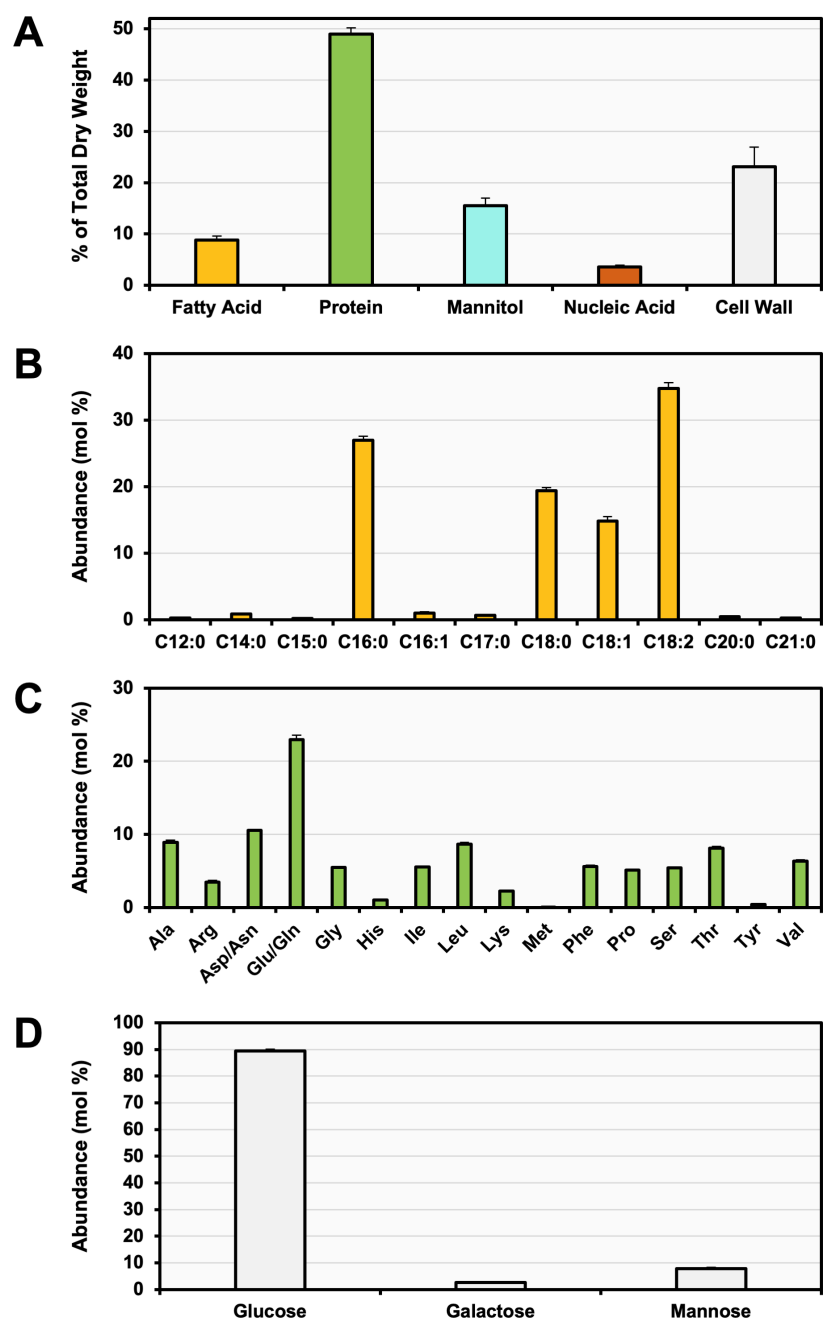 A
% of Total Dry Weight
50
40
30
20
10
0
Fatty Acid Protein Mannitol Nucleic Acid Cell Wall
B
Abundance (mol %)
40
30
20
10
0
C12:0 C14:0 C15:0 C16:0 C16:1 C17:0 C18:0 C18:1 C18:2 C20:0 C21:0
C
Abundance (mol %)
30
20
10
0
Ala Arg Asp/Asn Glu/Gln Gly His Ile Leu Lys Met Phe Pro Ser Thr Tyr Val
D
Abundance (mol %)
100
90
80
70
60
50
40
30
20
10
0
Glucose Galactose Mannose